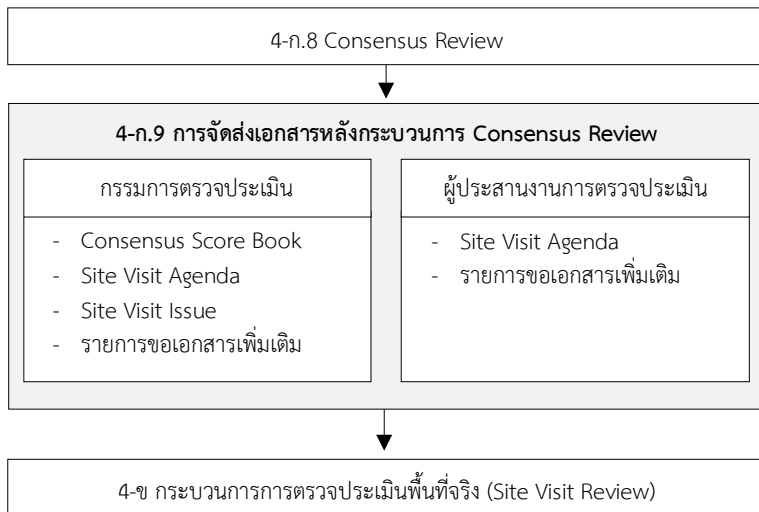 4-ก.8 Consensus Review
4-ก.9 การจัดส่งเอกสารหลังกระบวนการ Consensus Review
กรรมการตรวจประเมิน
- Consensus Score Book
- Site Visit Agenda
- Site Visit Issue
- รายการขอเอกสารเพิ่มเติม
ผู้ประสานงานการตรวจประเมิน
- Site Visit Agenda
- รายการขอเอกสารเพิ่มเติม
4-ข กระบวนการการตรวจประเมินพื้นที่จริง (Site Visit Review)